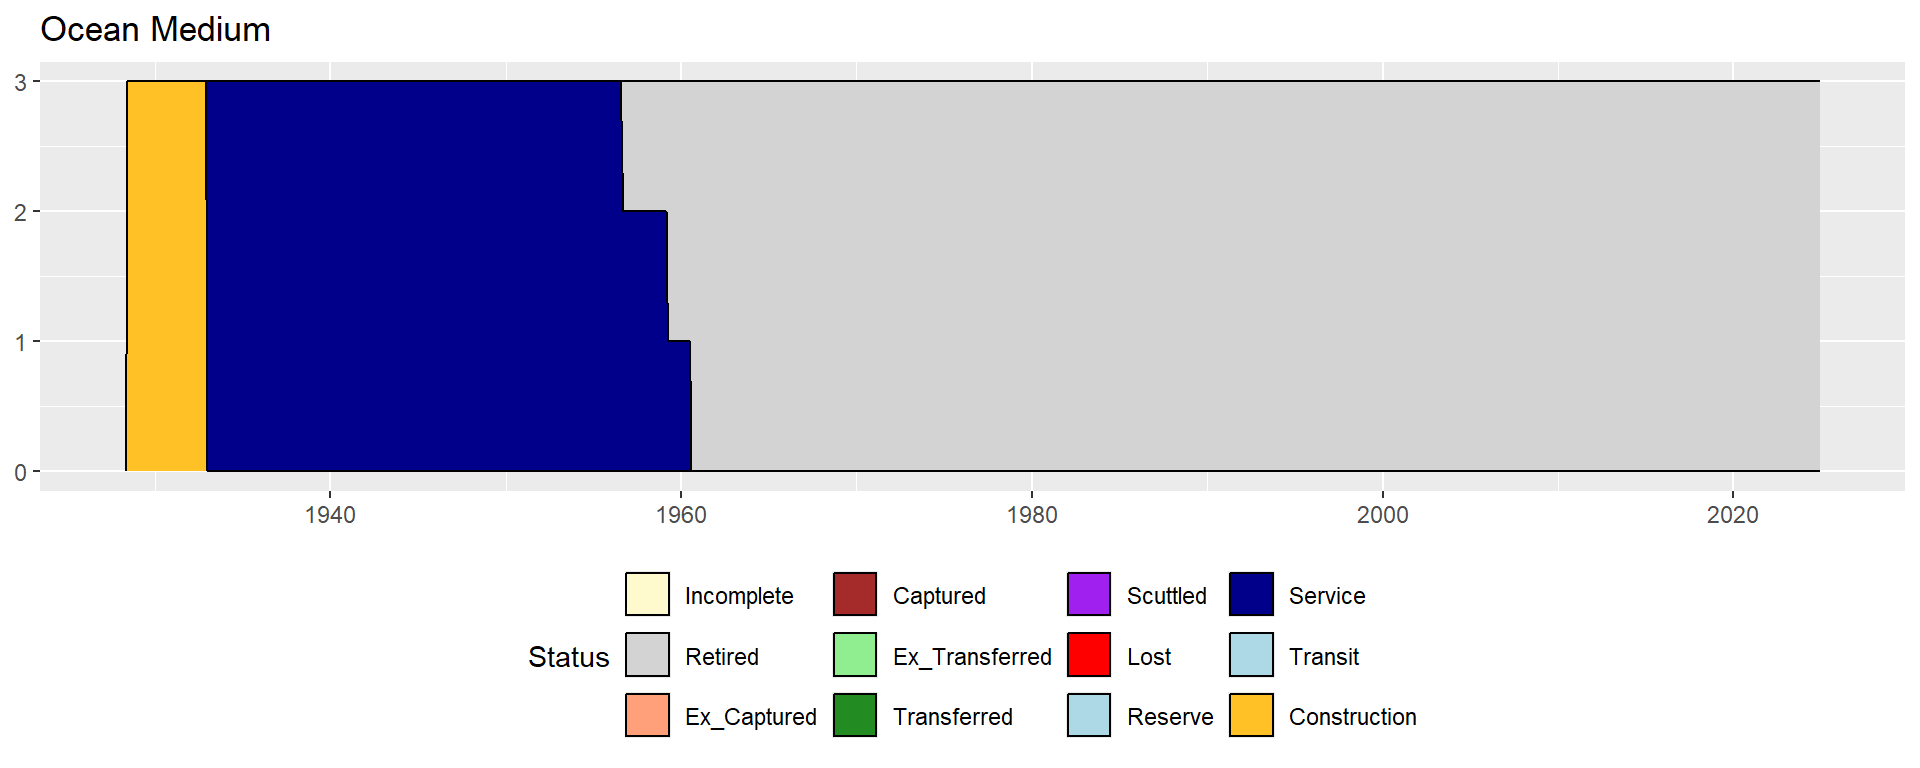 Ocean Medium
3
2
1
0
1940 1960 1980 2000 2020
Incomplete Captured Scuttled Service
Status Retired Ex_Transferred Lost Transit
Ex_Captured Transferred Reserve Construction